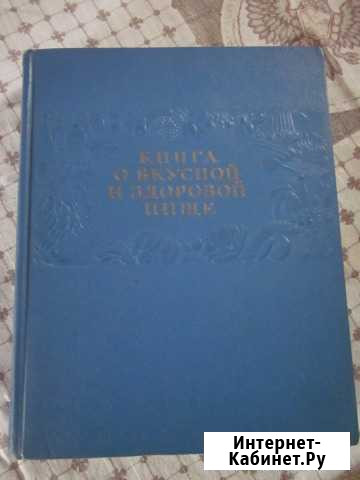 КНИГА
О ВКУСНОЙ
И ЗДОРОВОЙ
ПИЩЕ
Интернет-
Кабинет.Ру